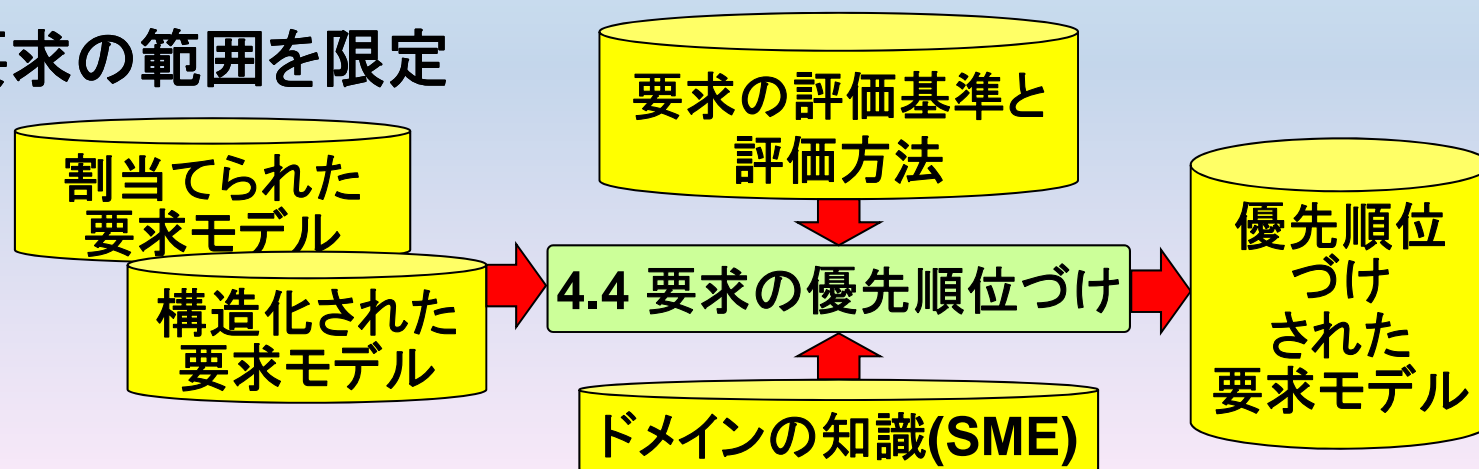 要求の範囲を限定
割当てられた
要求モデル
構造化された
要求モデル
要求の評価基準と
評価方法
4.4 要求の優先順位づけ
ドメインの知識(SME)
優先順位
づけ
された
要求モデル